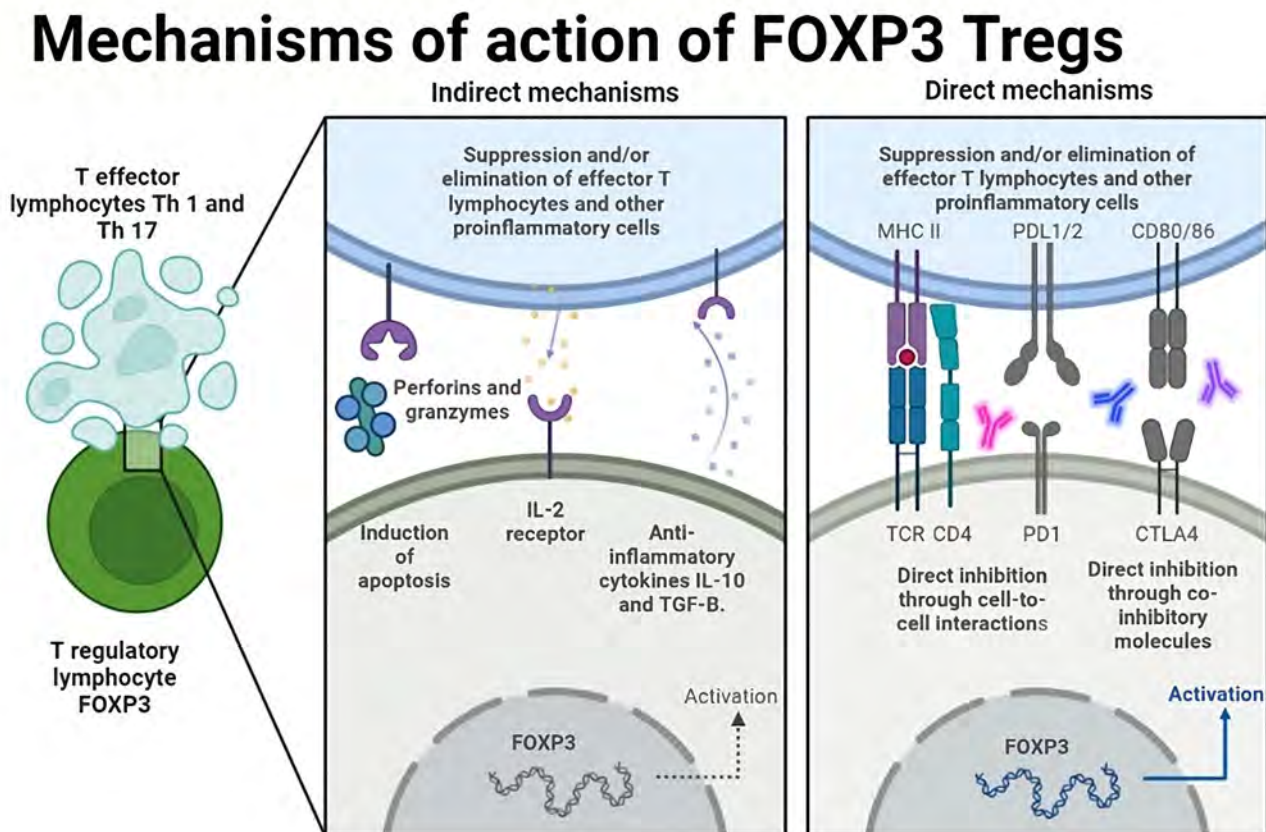 Mechanisms of action of FOXP3 Tregs
Indirect mechanisms
Direct mechanisms
T effector
lymphocytes Th 1 and
Th 17
T regulatory
lymphocyte
FOXP3
Suppression and/or
elimination of effector T
lymphocytes and other
proinflammatory cells
Perforins and
granzymes
Induction
of
apoptosis
IL-2
receptor
Anti-
inflammatory
cytokines IL-10
and TGF-B.
Activation
FOXP3
Suppression and/or elimination of
effector T lymphocytes and other
proinflammatory cells
MHC II
PDL1/2
CD80/86
TCR CD4
PD1
CTLA4
Direct inhibition
through cell-to-
cell interactions
Direct inhibition
through co-
inhibitory
molecules
Activation
FOXP3